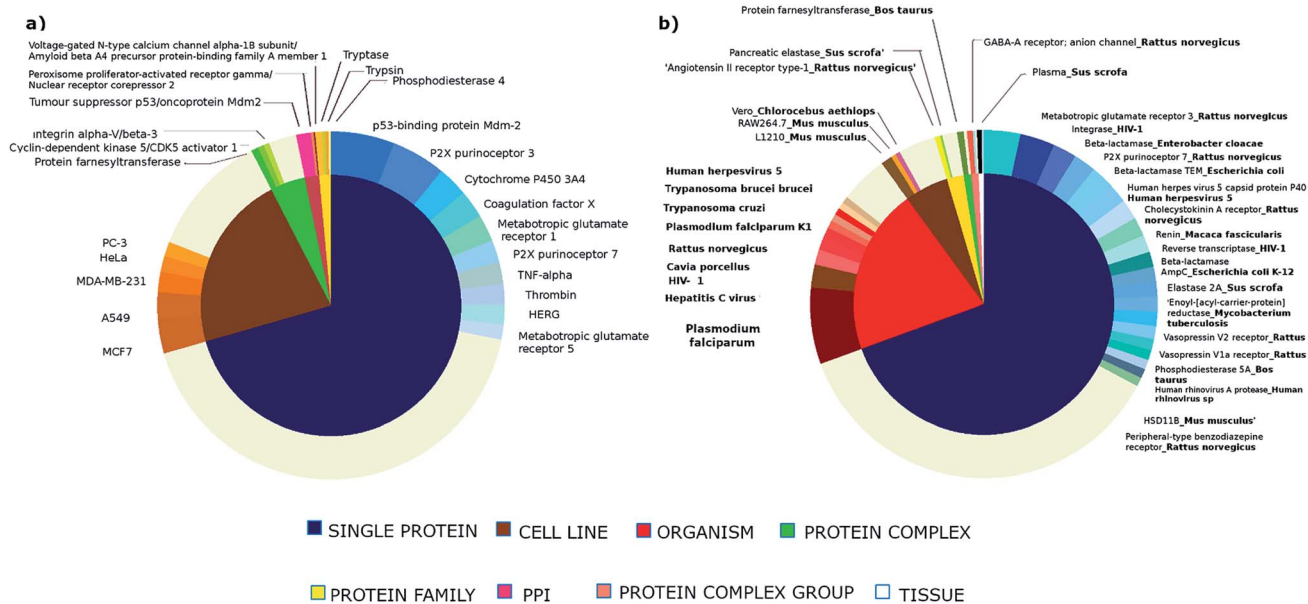 a)
Voltage-gated N-type calcium channel alpha-1B subunit/
Amyloid beta A4 precursor protein-binding family A member 1
Peroxisome proliferator-activated receptor gamma/
Nuclear receptor corepressor 2
Tumour suppressor p53/oncoprotein Mdm2
Integrin alpha-V/beta-3
Cyclin-dependent kinase 5/CDK5 activator 1
Protein farnesyltransferase
Tryptase
Trypsin
Phosphodiesterase 4
p53-binding protein Mdm-2
P2X purinoceptor 3
Cytochrome P450 3A4
Coagulation factor X
Metabotropic glutamate
receptor 1
P2X purinoceptor 7
TNF-alpha
Thrombin
HERG
Metabotropic glutamate
receptor 5
PC-3
HeLa
MDA-MB-231
A549
MCF7
b)
Protein farnesyltransferase_Bos taurus
Pancreatic elastase_Sus scrofa'
'Angiotensin II receptor type-1_Rattus norvegicus'
Vero_Chlorocebus aethlops
RAW264.7_Mus musculus
L1210_Mus musculus
GABA-A receptor; anion channel_Rattus norvegicus
Plasma_Sus scrofa
Human herpesvirus 5
Trypanosoma brucei brucei
Trypanosoma cruzi
Plasmodlum falciparum K1
Rattus norvegicus
Cavia porcellus
HIV- 1
Hepatitis C virus
Plasmodium
falciparum
Metabotropic glutamate receptor 3_Rattus norvegicus
Integrase_HIV-1
Beta-lactamase_Enterobacter cloacae
P2X purinoceptor 7_Rattus norvegicus
Beta-lactamase TEM_Escherichia coli
Human herpes virus 5 capsid protein P40
Human herpesvirus 5
Cholecystokinin A receptor_Rattus
norvegicus
Renin_Macaca fascicularis
Reverse transcriptase_HIV-1
Beta-lactamase
AmpC_Escherichia coli K-12
Elastase 2A_Sus scrofa
'Enoyl-[acyl-carrier-protein]
reductase_Mycobacterium
tuberculosis
Vasopressin V2 receptor_Rattus
Vasopressin V1a receptor_Rattus
Phosphodiesterase 5A_Bos
taurus
Human rhinovirus A protease_Human
rhinovirus sp
HSD11B_Mus musculus'
Peripheral-type benzodiazepine
receptor_Rattus norvegicus
SINGLE PROTEIN
CELL LINE
ORGANISM
PROTEIN COMPLEX
PROTEIN FAMILY
PPI
PROTEIN COMPLEX GROUP
TISSUE